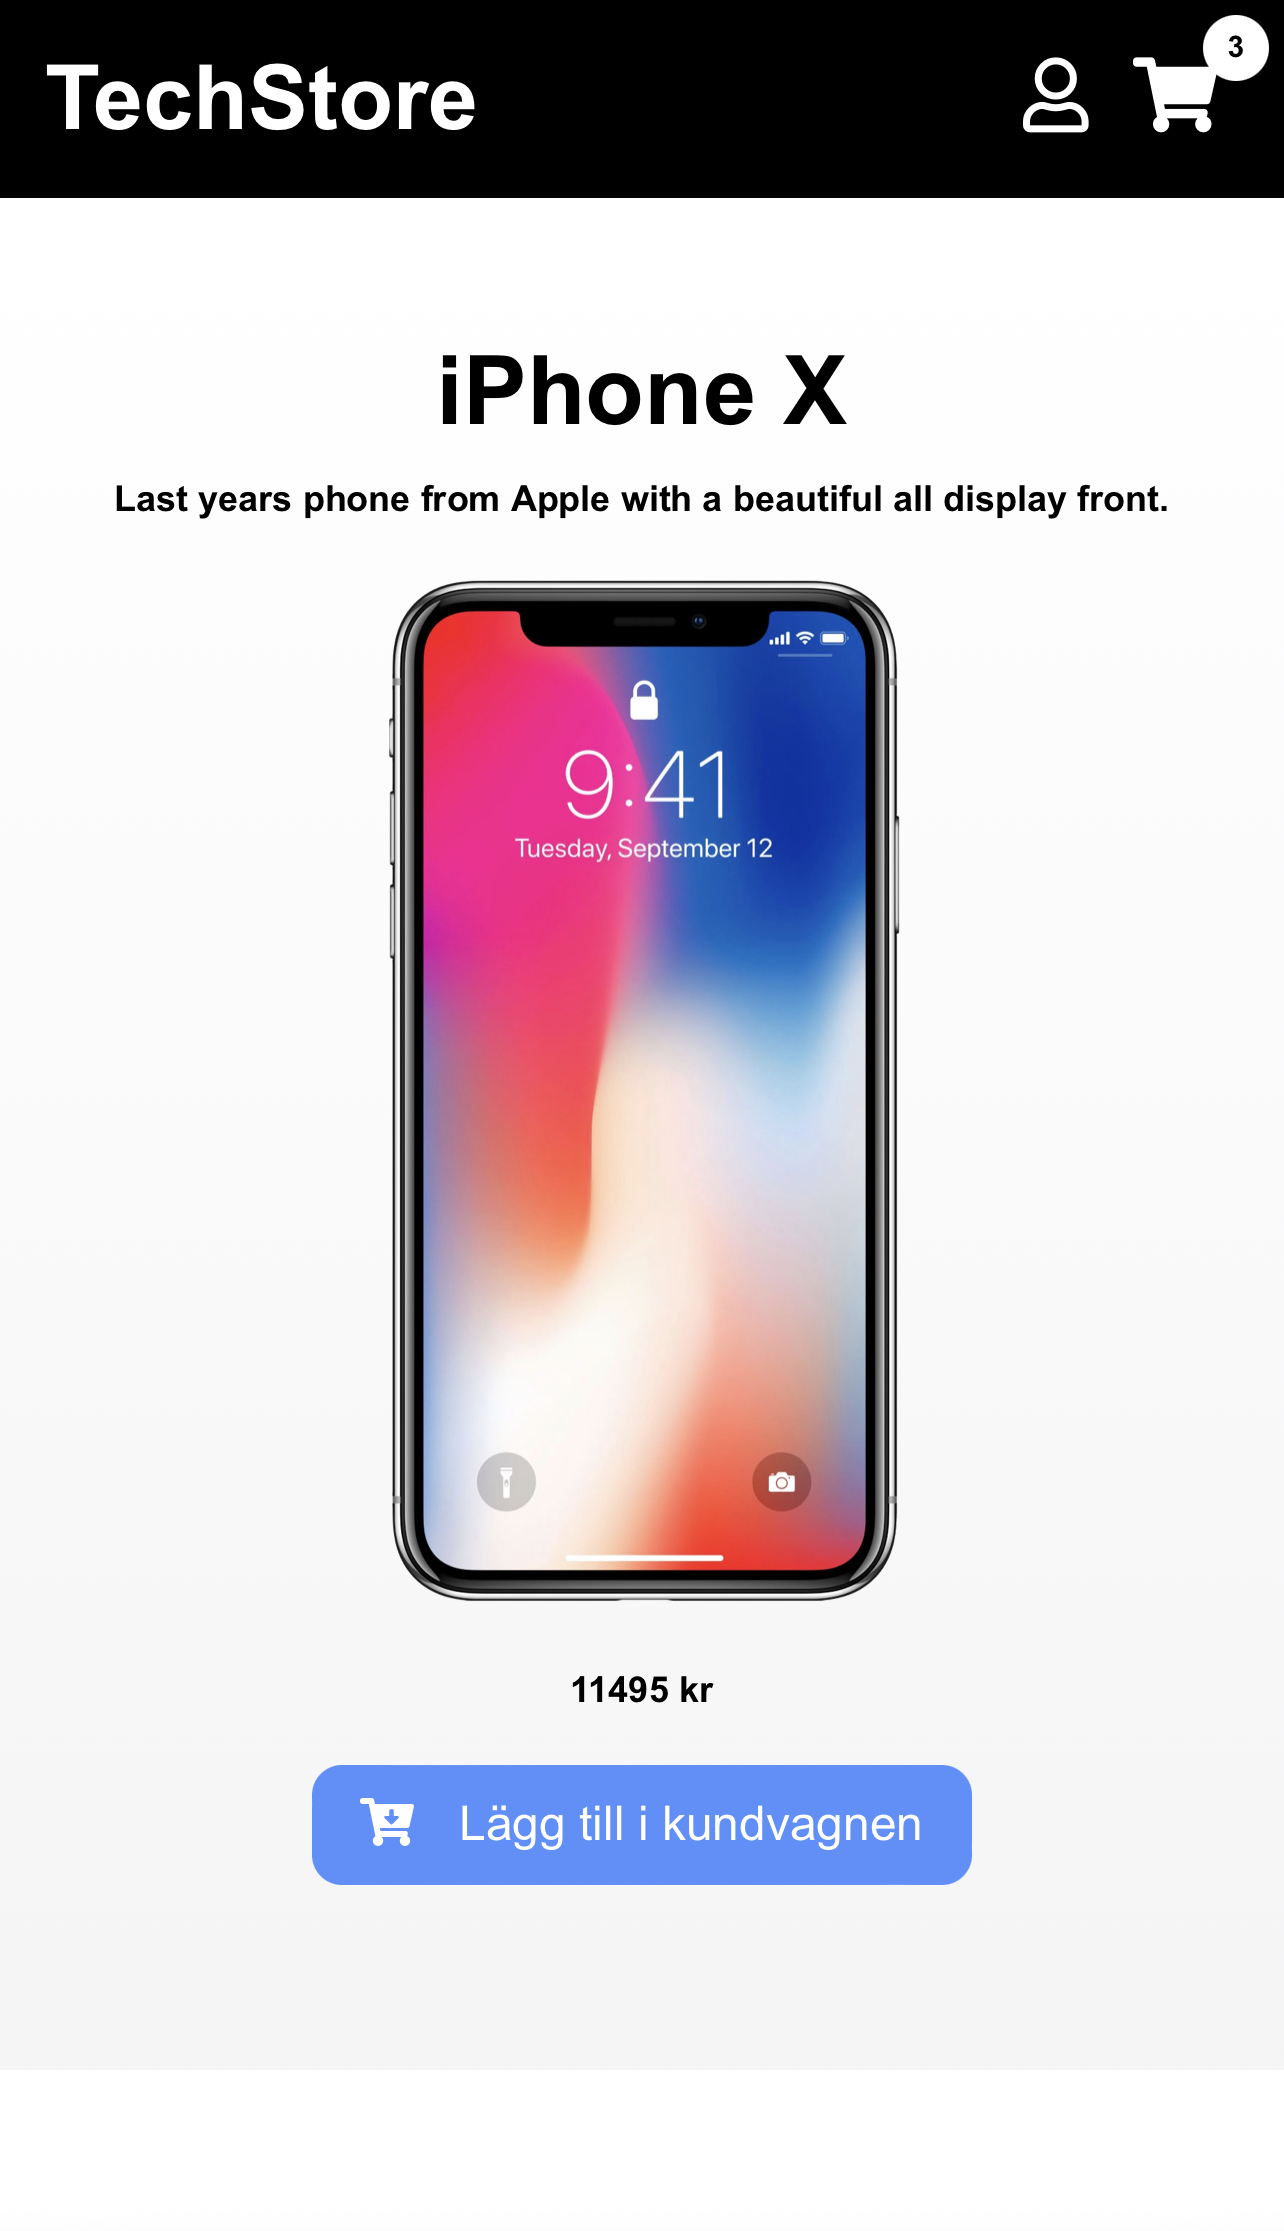 TechStore
3
iPhone X
Last years phone from Apple with a beautiful all display front.
9:41
Tuesday, September 12
11495 kr
Lägg till i kundvagnen